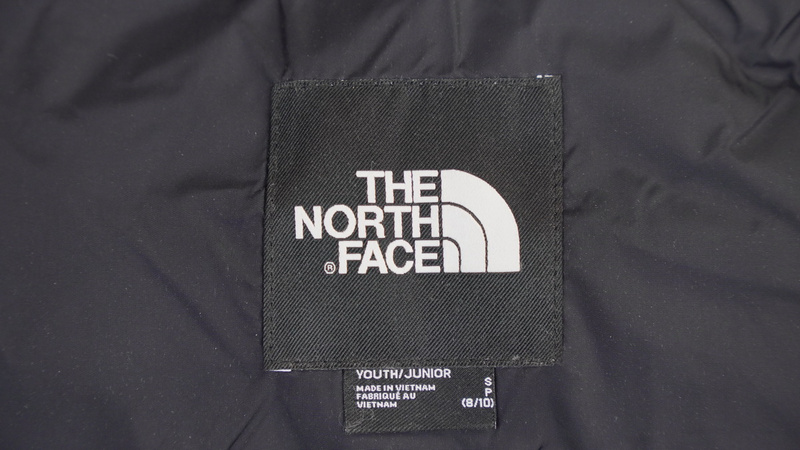 THE
NORTH
® FACE
YOUTH/JUNIOR
MADE IN VIETNAM
FABRIQUÉ AU
VIETNAM
S
P
(8/10)